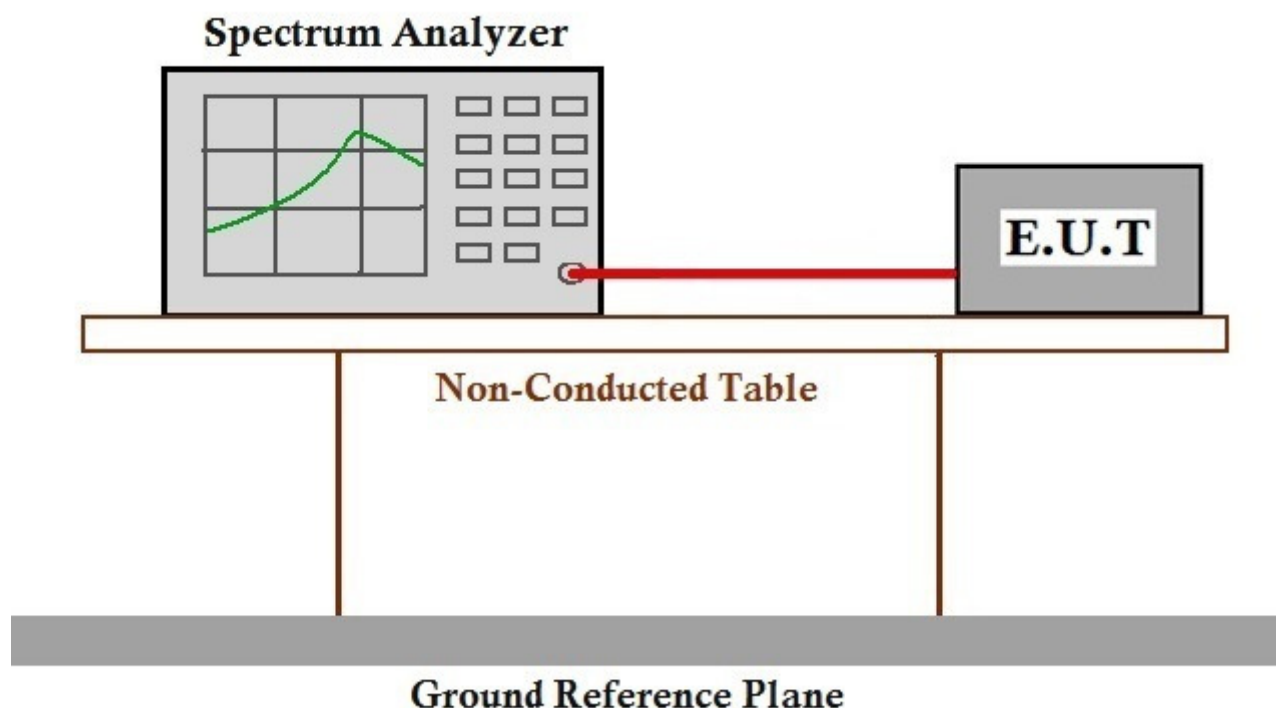 Spectrum Analyzer
E.U.T
Non-Conducted Table
Ground Reference Plane